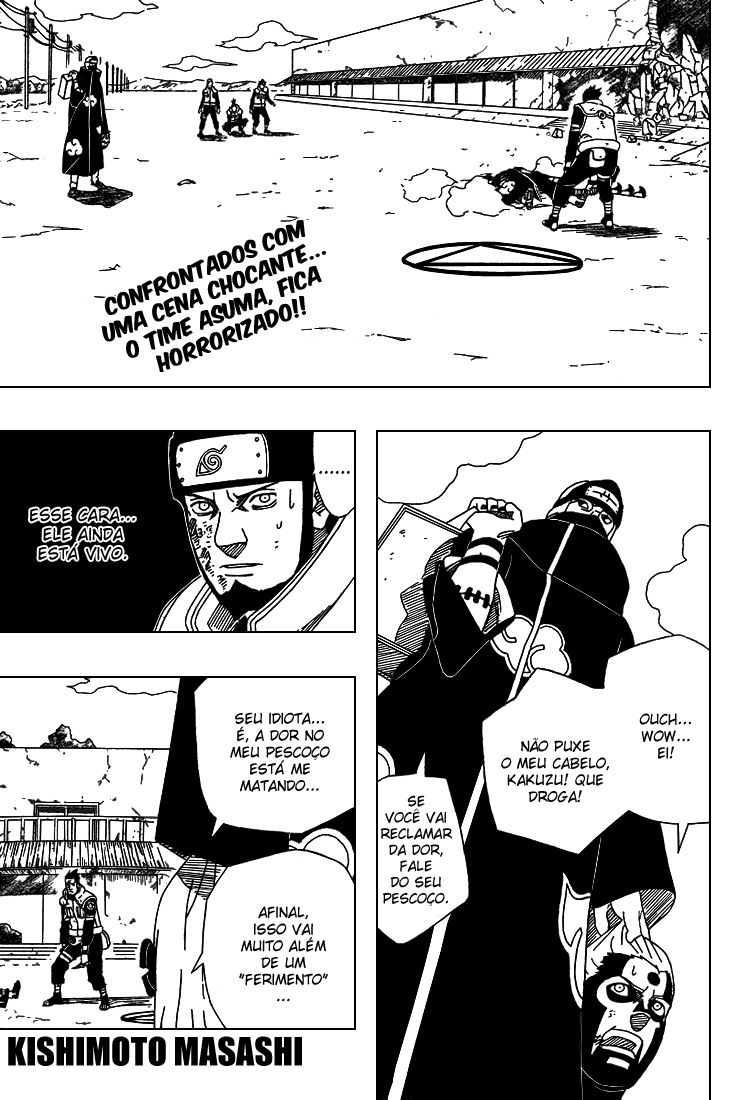 CONFRONTADOS COM
UMA CENA CHOCANTE...
O TIME ASUMA, FICA
HORRORIZADO!!
OUCH...
WOW...
EI!
NÃO PUXE
O MEU CABELO,
KAKUZU! QUE
DROGA!
SE
VOCÊ VAI
RECLAMAR
DA DOR,
FALE
DO SEU
PESCOÇO.
.......
ESSE CARA...
ELE AINDA
ESTÁ VIVO.
SEU IDIOTA...
É, A DOR NO
MEU PESCOÇO
ESTÁ ME
MATANDO...
AFINAL,
ISSO VAI
MUITO ALÉM
DE UM
"FERIMENTO"
...
KISHIMOTO MASASHI